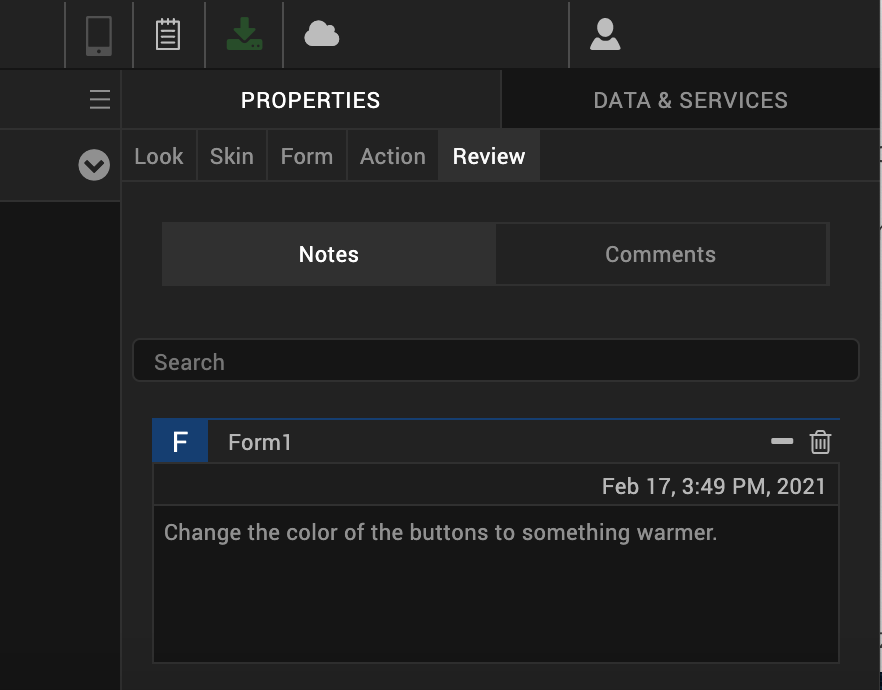 PROPERTIES
DATA & SERVICES
Look
Skin
Form
Action
Review
Notes
Comments
Search
F
Form1
Feb 17, 3:49 PM, 2021
Change the color of the buttons to something warmer.